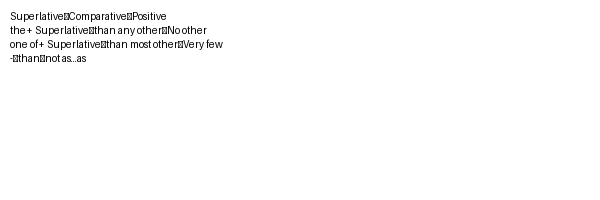 Superlative▯Comparative▯Positive
the+ Superlative▯than any other▯No other
one of+ Superlative▯than most other▯Very few
-▯than▯not as...as